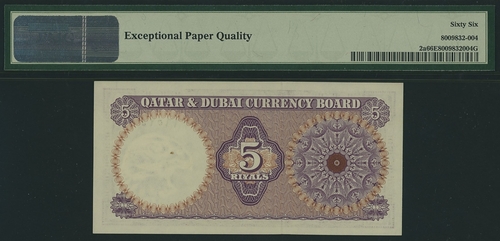 Exceptional Paper Quality
Sixty Six
8009832-004
2a66E8009832004G
QATAR & DUBAI CURRENCY BOARD
5
5
5
RIYALS